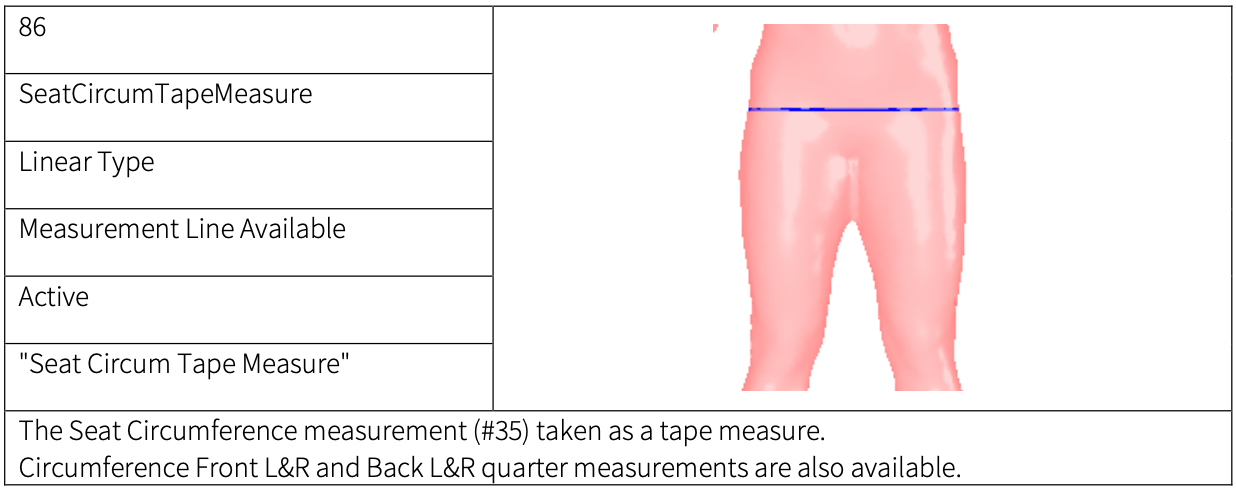 86
SeatCircumTapeMeasure
Linear Type
Measurement Line Available
Active
"Seat Circum Tape Measure"
The Seat Circumference measurement (#35) taken as a tape measure.
Circumference Front L&R and Back L&R quarter measurements are also available.